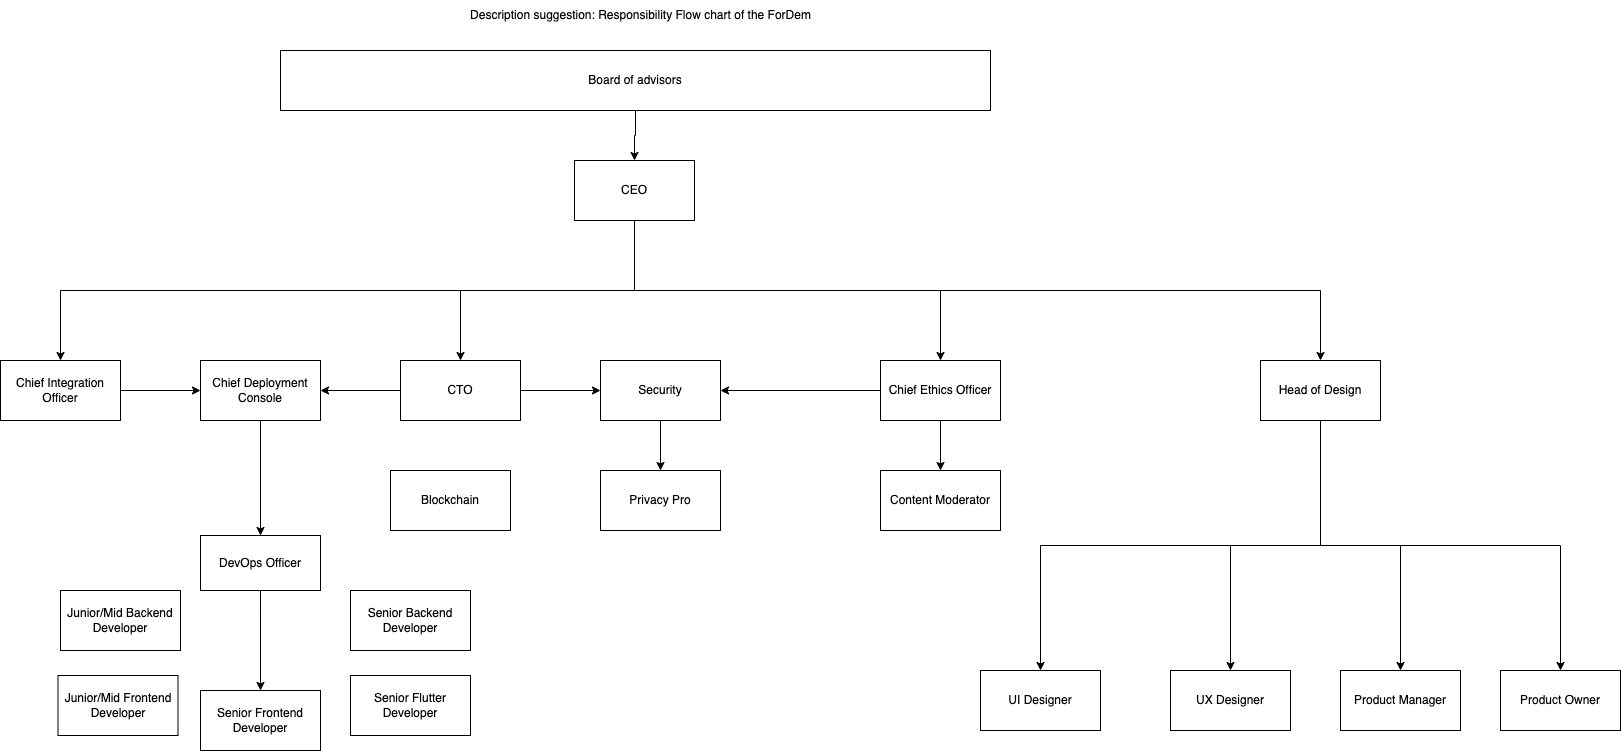 Description suggestion: Responsibility Flow chart of the ForDem
Board of advisors
CEO
Chief Integration
Officer
Chief Deployment
Console
CTO
Security
Chief Ethics Officer
Head of Design
Blockchain
Privacy Pro
Content Moderator
DevOps Officer
Junior/Mid Backend
Developer
Senior Backend
Developer
Junior/Mid Frontend
Developer
Senior Frontend
Developer
Senior Flutter
Developer
UI Designer
UX Designer
Product Manager
Product Owner